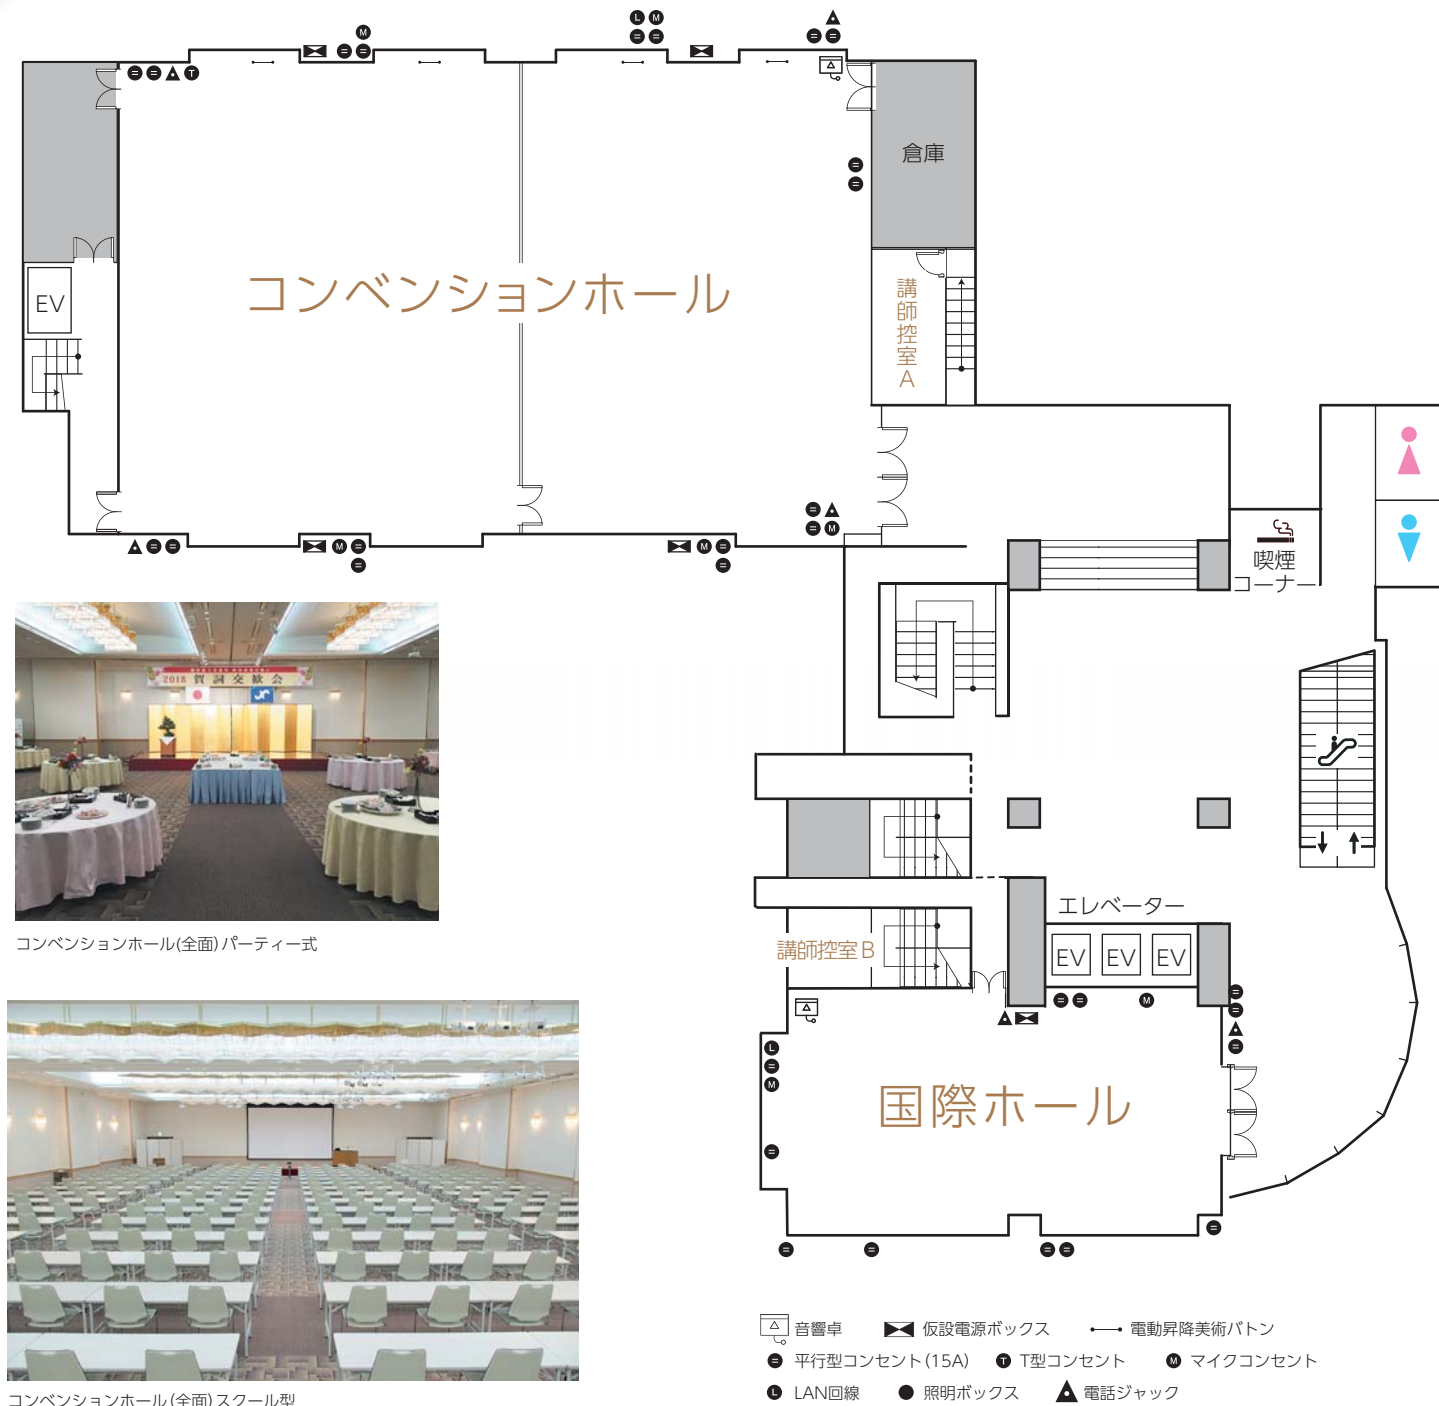 倉庫
EV
コンベンションホール
講師控室A
喫煙
コーナー
2018 賀詞交歓会
コンベンションホール(全面)パーティー式
エレベーター
EV EV EV
講師控室B
国際ホール
コンベンションホール(全面)スクール型
音響卓 仮設電源ボックス 電動昇降美術バトン
平行型コンセント(15A) T T型コンセント M マイクコンセント
L LAN回線 照明ボックス 電話ジャック